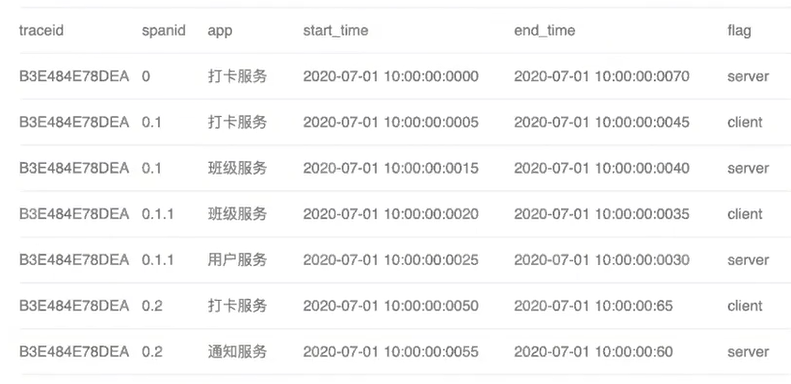 traceid spanid app start_time end_time flag
B3E484E78DEA 0 打卡服务 2020-07-01 10:00:00:0000 2020-07-01 10:00:00:0070 server
B3E484E78DEA 0.1 打卡服务 2020-07-01 10:00:00:0005 2020-07-01 10:00:00:0045 client
B3E484E78DEA 0.1 班级服务 2020-07-01 10:00:00:0015 2020-07-01 10:00:00:0040 server
B3E484E78DEA 0.1.1 班级服务 2020-07-01 10:00:00:0020 2020-07-01 10:00:00:0035 client
B3E484E78DEA 0.1.1 用户服务 2020-07-01 10:00:00:0025 2020-07-01 10:00:00:0030 server
B3E484E78DEA 0.2 打卡服务 2020-07-01 10:00:00:0050 2020-07-01 10:00:00:65 client
B3E484E78DEA 0.2 通知服务 2020-07-01 10:00:00:0055 2020-07-01 10:00:00:60 server